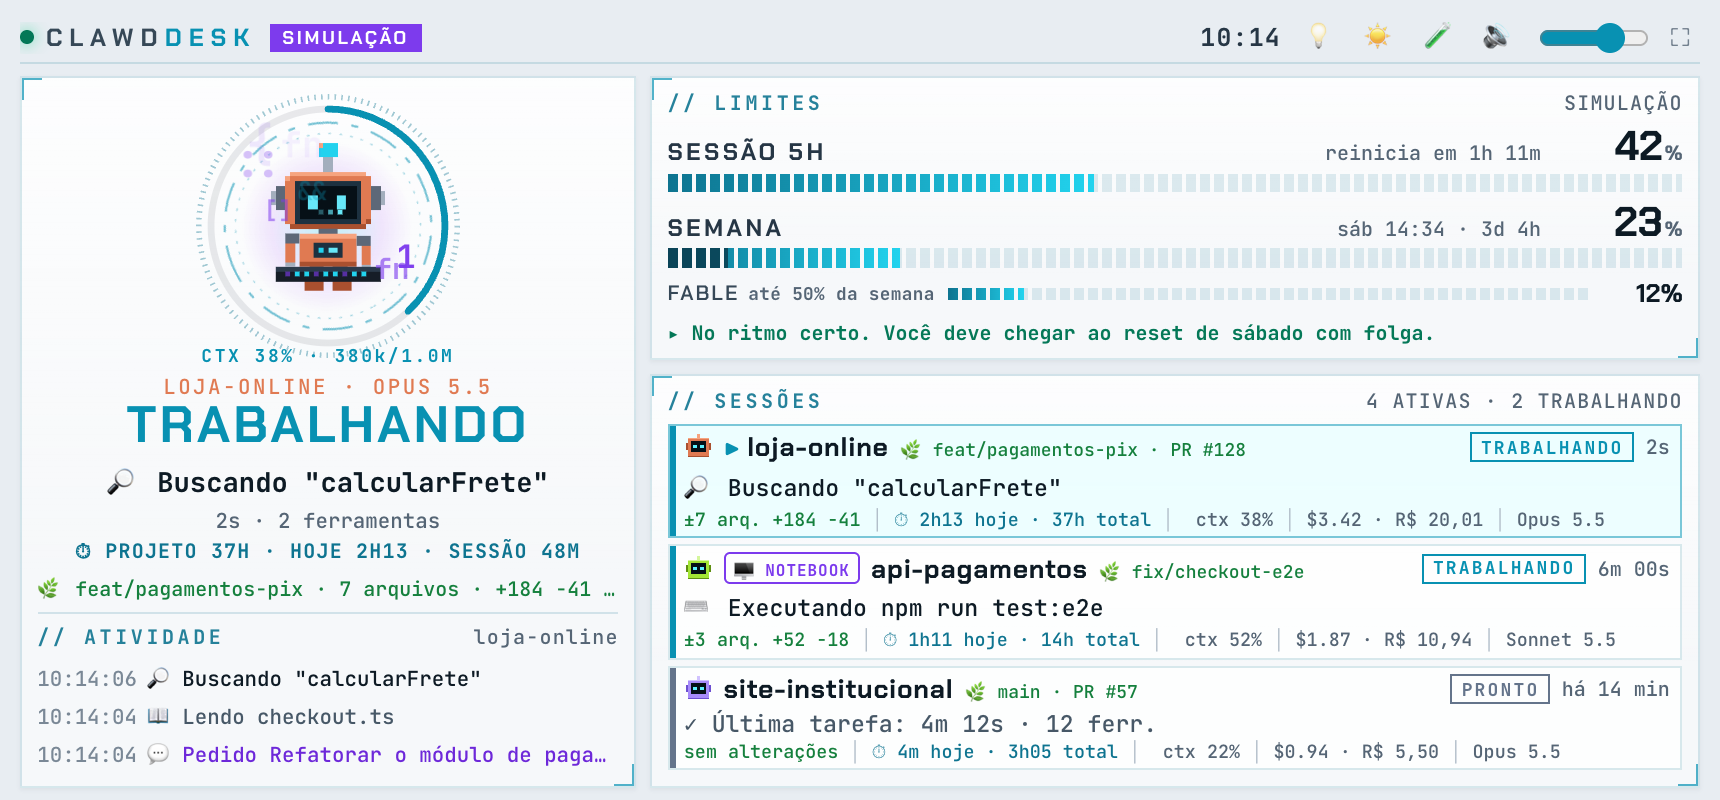 CLAWDDESK SIMULAÇÃO 10:14
CTX 38% · 380k/1.0M
LOJA-ONLINE · OPUS 5.5
TRABALHANDO
Buscando "calcularFrete"
2s · 2 ferramentas
PROJETO 37H · HOJE 2H13 · SESSÃO 48M
feat/pagamentos-pix · 7 arquivos · +184 -41 …
// ATIVIDADE loja-online
10:14:06 Buscando "calcularFrete"
10:14:04 Lendo checkout.ts
10:14:04 Pedido Refatorar o módulo de paga…
// LIMITES SIMULAÇÃO
SESSÃO 5H reinicia em 1h 11m 42%
SEMANA sáb 14:34 · 3d 4h 23%
FABLE até 50% da semana 12%
▸ No ritmo certo. Você deve chegar ao reset de sábado com folga.
// SESSÕES 4 ATIVAS · 2 TRABALHANDO
▸ loja-online feat/pagamentos-pix · PR #128 TRABALHANDO 2s
Buscando "calcularFrete"
±7 arq. +184 -41 2h13 hoje · 37h total ctx 38% $3.42 · R$ 20,01 Opus 5.5
NOTEBOOK api-pagamentos fix/checkout-e2e TRABALHANDO 6m 00s
Executando npm run test:e2e
±3 arq. +52 -18 1h11 hoje · 14h total ctx 52% $1.87 · R$ 10,94 Sonnet 5.5
site-institucional main · PR #57 PRONTO há 14 min
✓ Última tarefa: 4m 12s · 12 ferr.
sem alterações 4m hoje · 3h05 total ctx 22% $0.94 · R$ 5,50 Opus 5.5